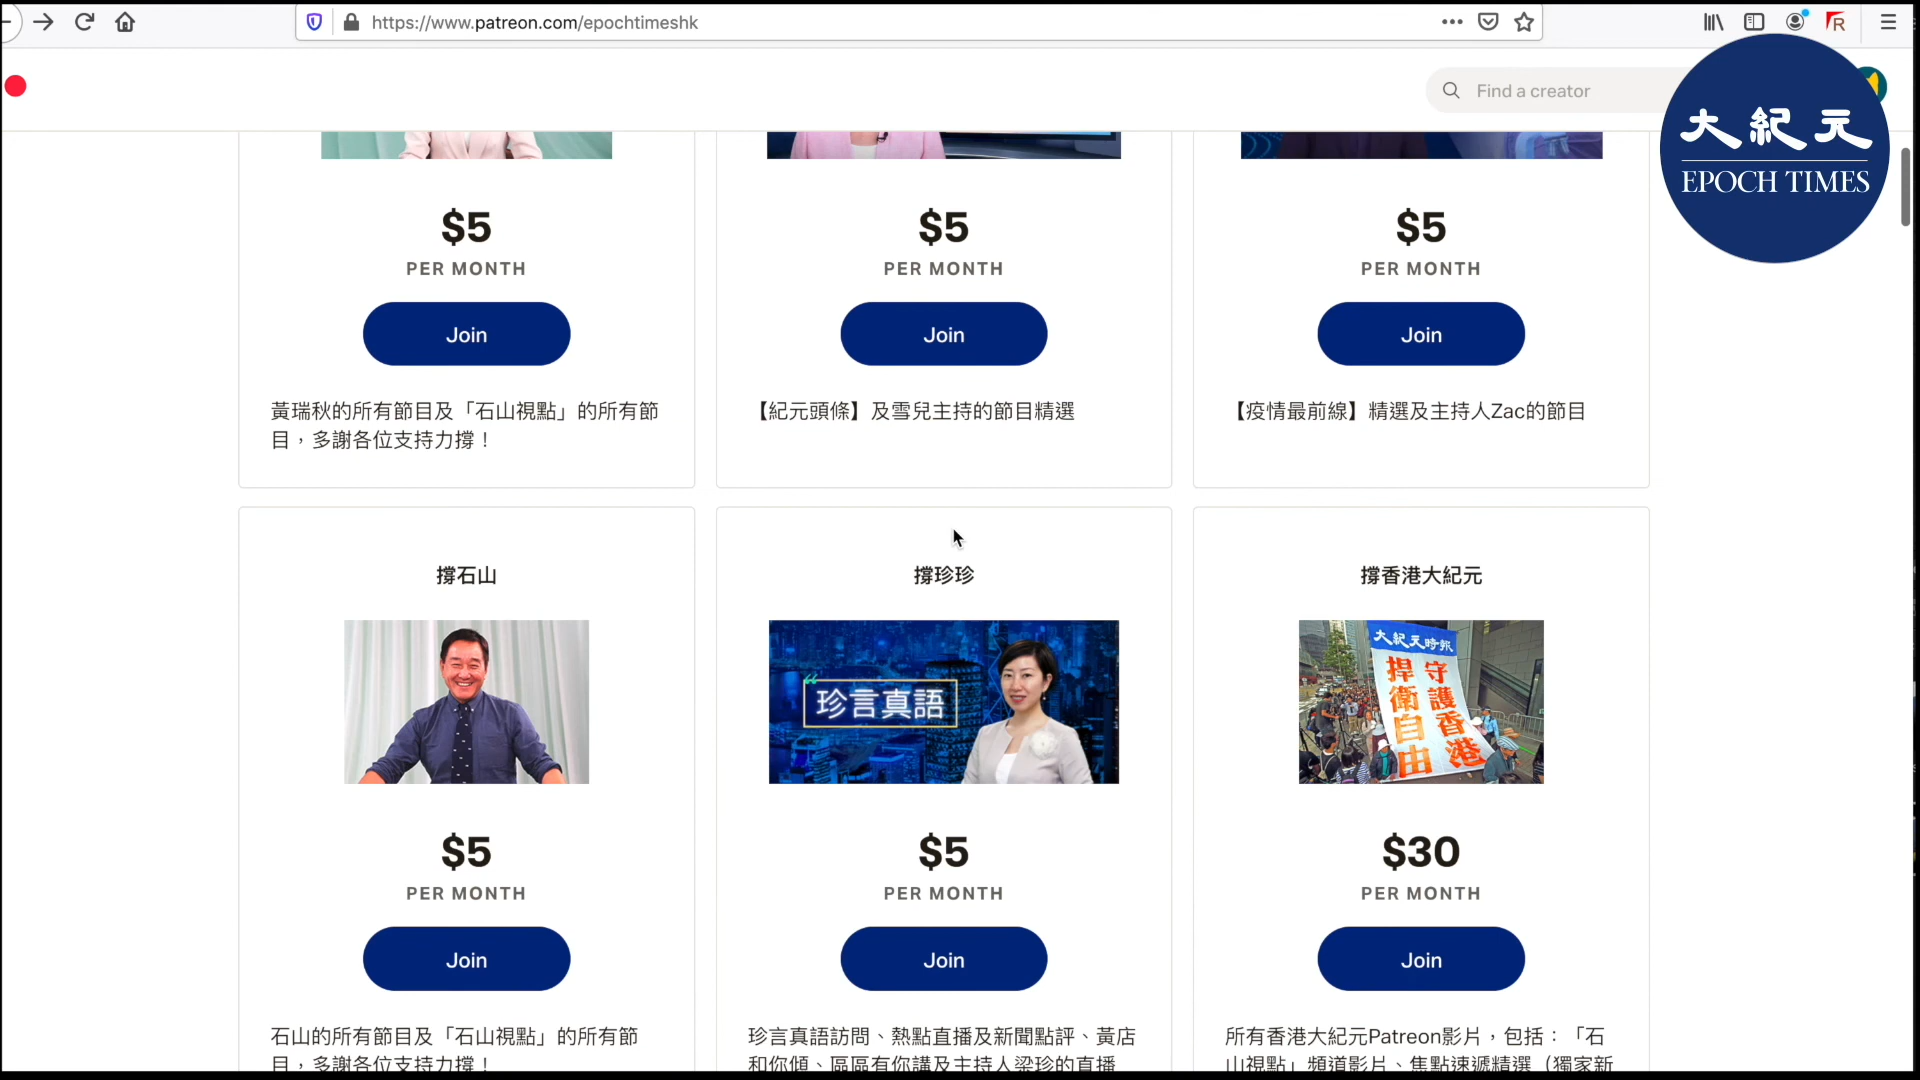 https://www.patreon.com/epochtimeshk
Find a creator
大紀元
EPOCH TIMES
$5
PER MONTH
Join
黃瑞秋的所有節目及「石山視點」的所有節
目，多謝各位支持力撐！
$5
PER MONTH
Join
【紀元頭條】及雪兒主持的節目精選
$5
PER MONTH
Join
【疫情最前線】精選及主持人Zac的節目
撐石山
$5
PER MONTH
Join
石山的所有節目及「石山視點」的所有節
目，多謝各位支持力撐！
撐珍珍
珍言真語
$5
PER MONTH
Join
珍言真語訪問、熱點直播及新聞點評、黃店
和你傾、區區有你講及主持人梁珍的直播
撐香港大紀元
大紀元時報
守護香港
捍衛自由
$30
PER MONTH
Join
所有香港大紀元Patreon影片，包括：「石
山視點」頻道影片、焦點速遞精選（獨家新